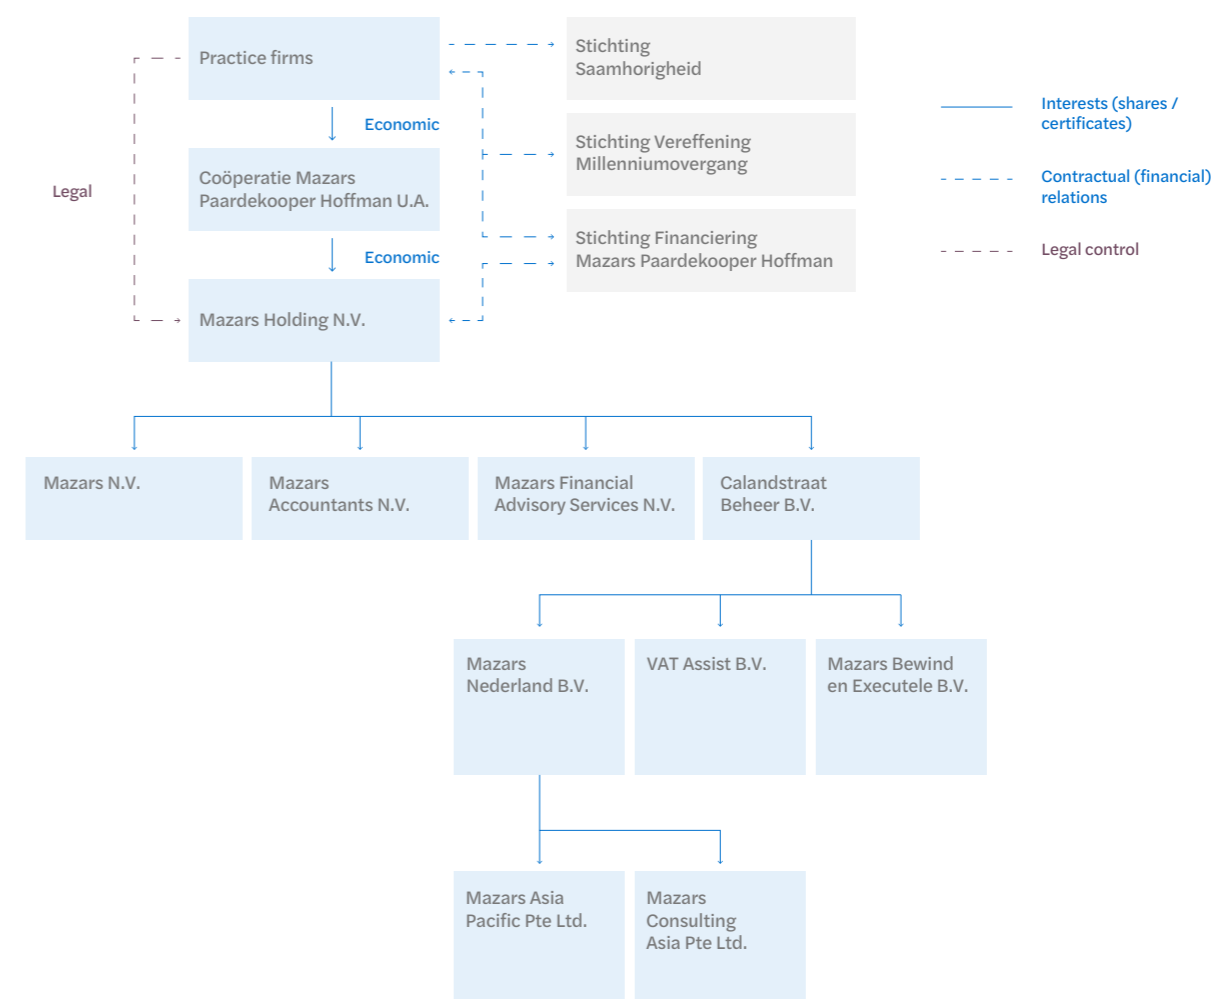 Practice firms
Stichting
Saamhorigheid
Economic
Interests (shares /
certificates)
Stichting Vereffening
Millenniumovergang
Legal
Coöperatie Mazars
Paardekooper Hoffman U.A.
Contractual (financial)
relations
Economic
Stichting Financiering
Mazars Paardekooper Hoffman
Legal control
Mazars Holding N.V.
Mazars N.V.
Mazars
Accountants N.V.
Mazars Financial
Advisory Services N.V.
Calandstraat
Beheer B.V.
Mazars
Nederland B.V.
VAT Assist B.V.
Mazars Bewind
en Executele B.V.
Mazars Asia
Pacific Pte Ltd.
Mazars
Consulting
Asia Pte Ltd.